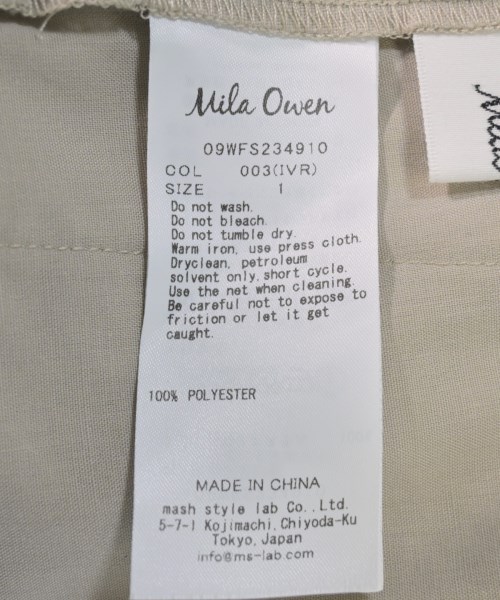 Mila Owen
09WFS234910
COL 003(IVR)
SIZE 1
Do not wash.
Do not bleach.
Do not tumble dry.
Warm iron, use press cloth.
Dryclean, petroleum
solvent only, short cycle.
Use the net when cleaning.
Be careful not to expose to
friction or let it get
caught.
100% POLYESTER
MADE IN CHINA
mash style lab Co.,Ltd.
5-7-1 Kojimachi, Chiyoda-Ku
Tokyo, Japan
info@ms-lab.com